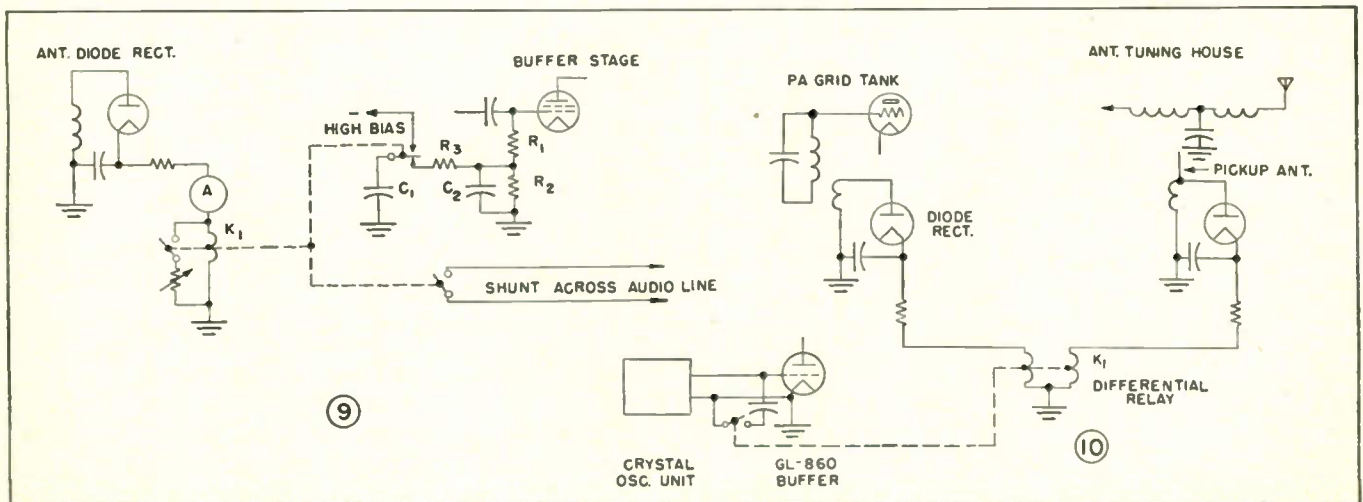 ANT. DIODE RECT.
A
K1
HIGH BIAS
C1
R3
C2
BUFFER STAGE
R1
R2
SHUNT ACROSS AUDIO LINE
9
PA GRID TANK
DIODE
RECT.
ANT. TUNING HOUSE
PICKUP ANT.
K1
DIFFERENTIAL
RELAY
CRYSTAL
OSC. UNIT
GL-860
BUFFER
10